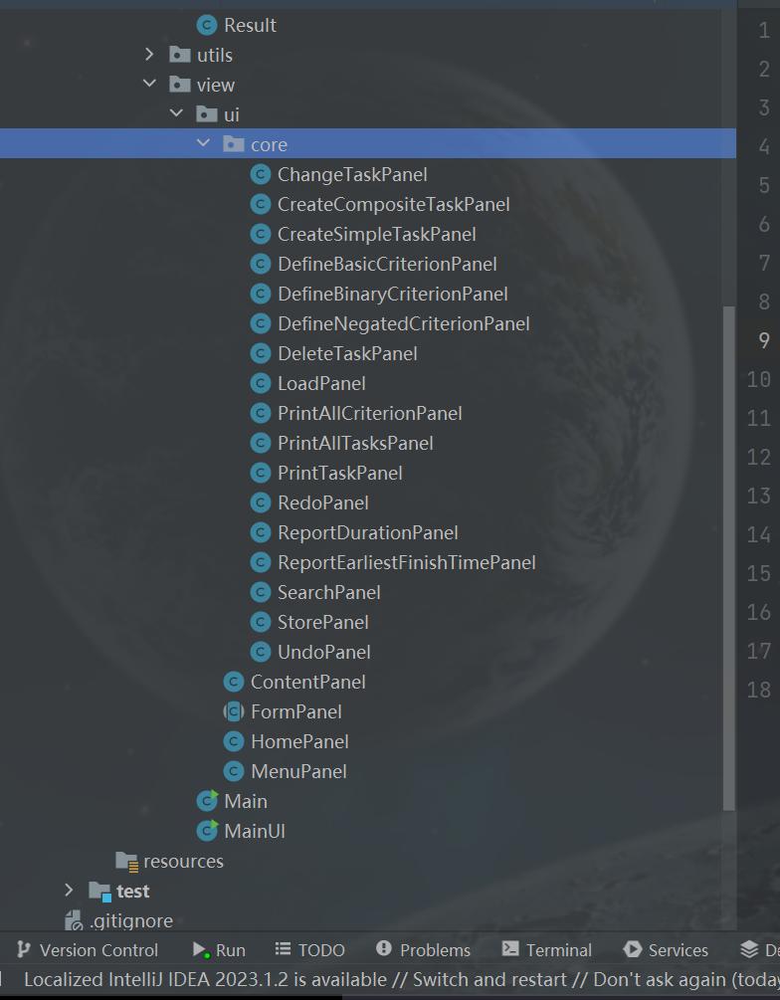 Result
utils
view
ui
core
ChangeTaskPanel
CreateCompositeTaskPanel
CreateSimpleTaskPanel
DefineBasicCriterionPanel
DefineBinaryCriterionPanel
DefineNegatedCriterionPanel
DeleteTaskPanel
LoadPanel
PrintAllCriterionPanel
PrintAllTasksPanel
PrintTaskPanel
RedoPanel
ReportDurationPanel
ReportEarliestFinishTimePanel
SearchPanel
StorePanel
UndoPanel
ContentPanel
FormPanel
HomePanel
MenuPanel
Main
MainUI
resources
test
.gitignore
1
2
3
4
5
6
7
8
9
10
11
12
13
14
15
16
17
18
Version Control Run TODO Problems Terminal Services De
Localized IntelliJ IDEA 2023.1.2 is available // Switch and restart // Don't ask again (today